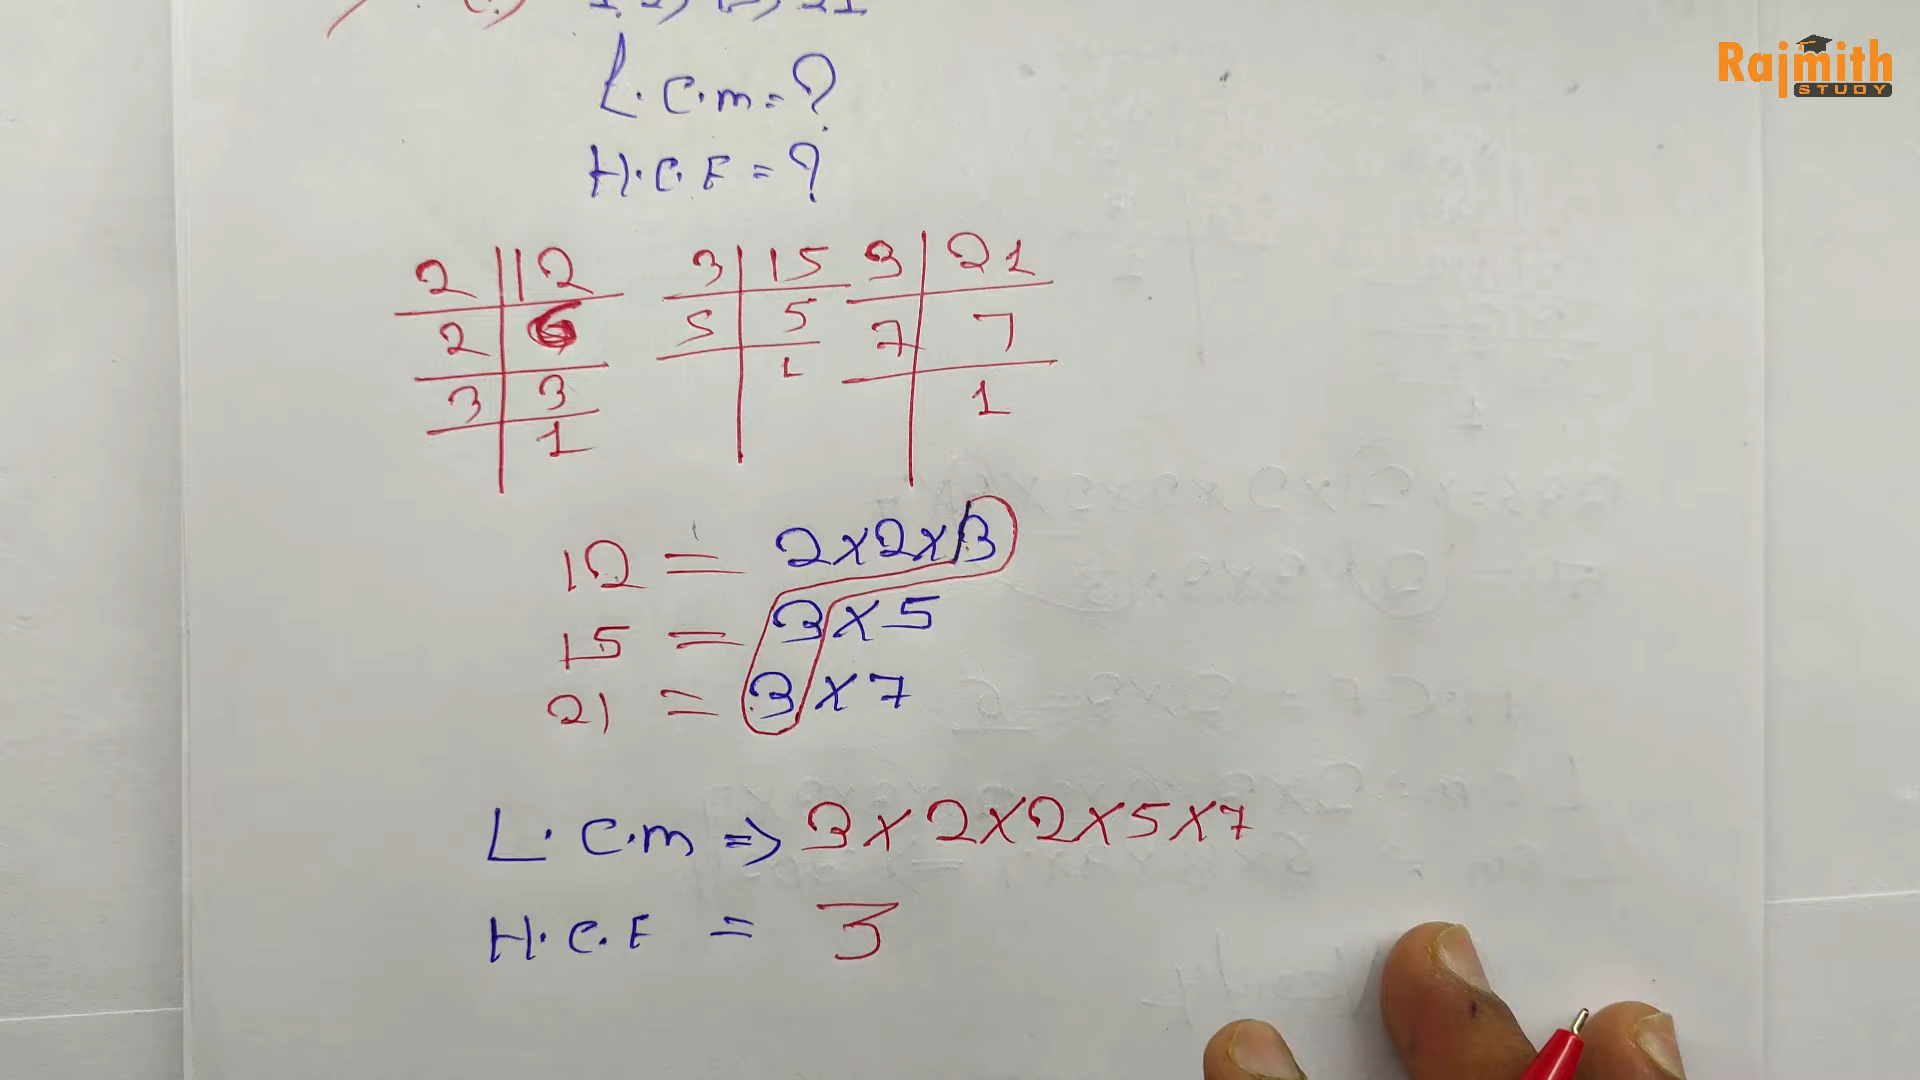 Rajmith
STUDY
L.C.m = ?
H.C.F = ?
2 | 12
2 | 6
3 | 3
1
3 | 15
5 | 5
1
3 | 21
7 | 7
1
12 = 2×2×3
15 = 3×5
21 = 3×7
L.C.m => 3×2×2×5×7
H.C.F = 3